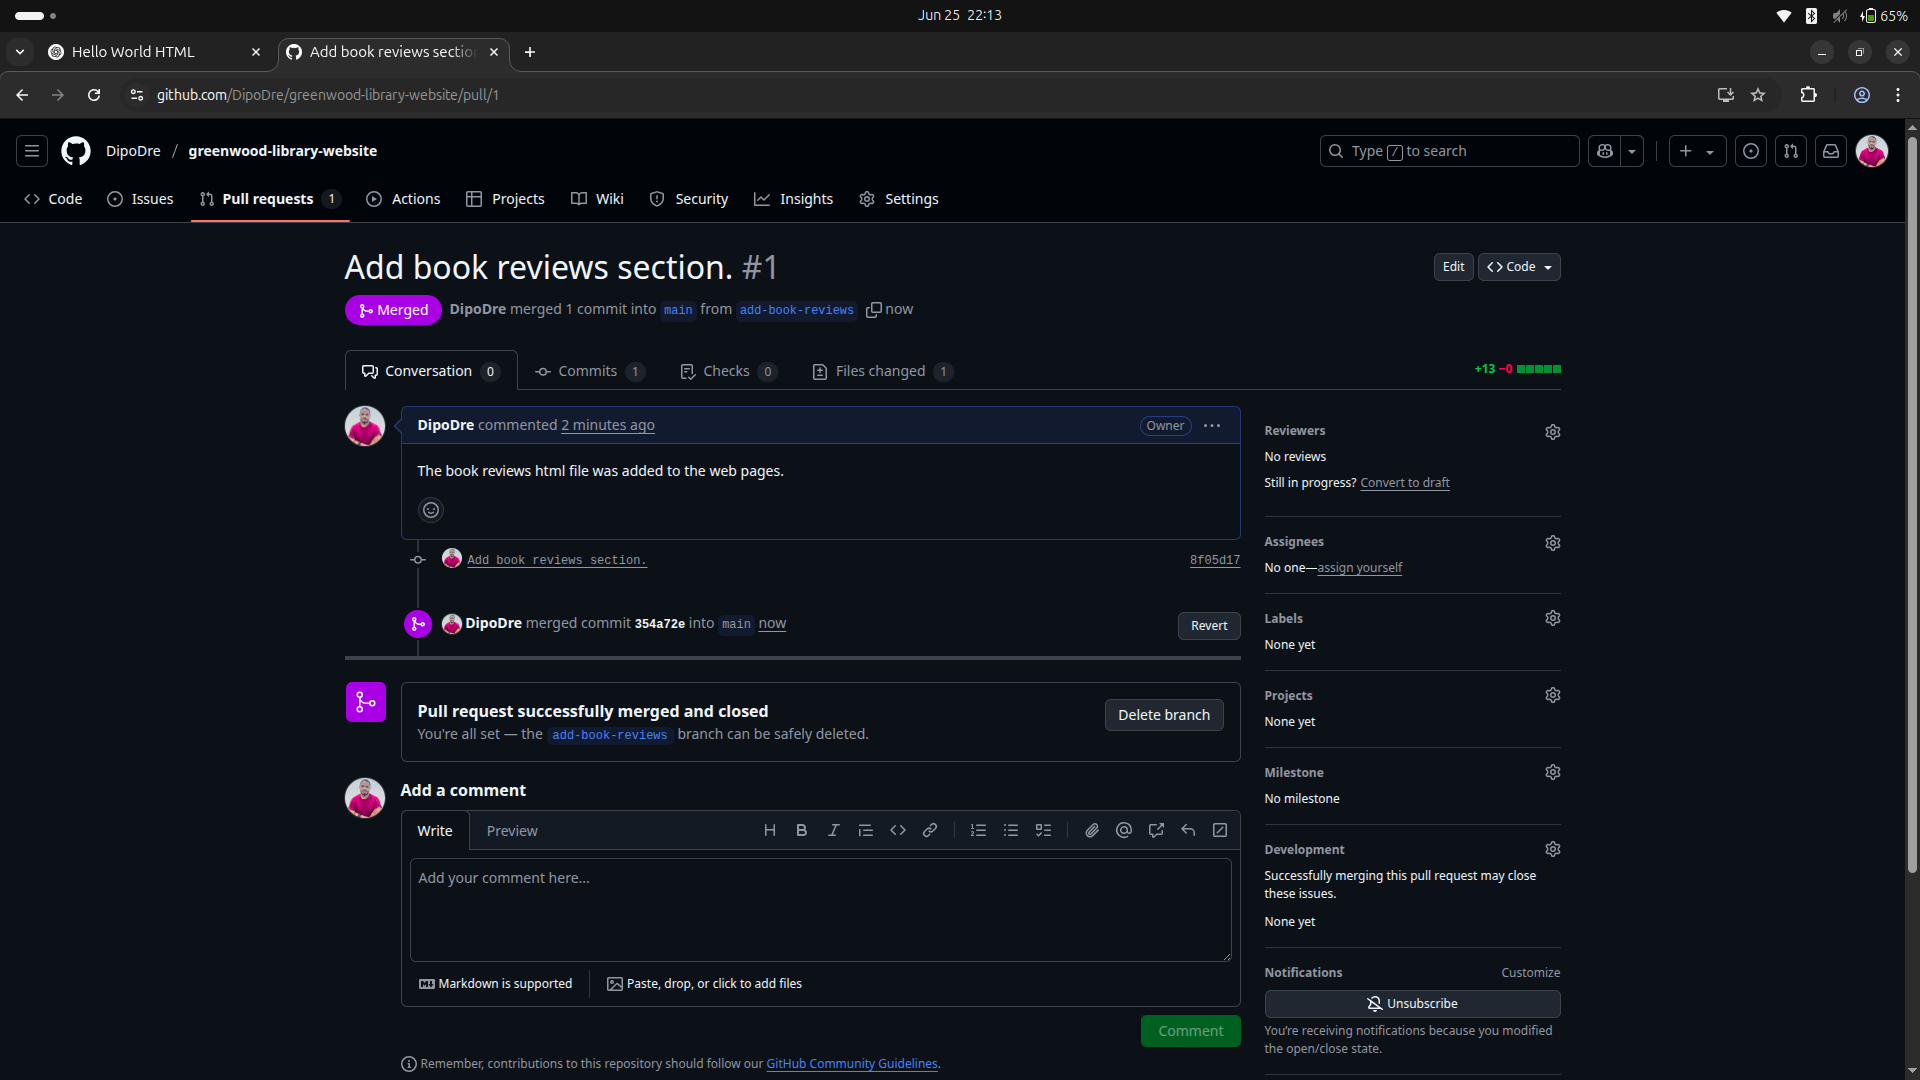 Jun 25 22:13
65%
Hello World HTML
Add book reviews sectio
github.com/DipoDre/greenwood-library-website/pull/1
DipoDre / greenwood-library-website
Type / to search
Code
Issues
Pull requests 1
Actions
Projects
Wiki
Security
Insights
Settings
Add book reviews section. #1
Edit
Code
Merged
DipoDre merged 1 commit into main from add-book-reviews now
Conversation 0
Commits 1
Checks 0
Files changed 1
+13 −0
DipoDre commented 2 minutes ago
Owner
The book reviews html file was added to the web pages.
Add book reviews section.
8f05d17
DipoDre merged commit 354a72e into main now
Revert
Pull request successfully merged and closed
You're all set — the add-book-reviews branch can be safely deleted.
Delete branch
Add a comment
Write
Preview
Add your comment here...
Markdown is supported
Paste, drop, or click to add files
Comment
Remember, contributions to this repository should follow our GitHub Community Guidelines.
Reviewers
No reviews
Still in progress? Convert to draft
Assignees
No one—assign yourself
Labels
None yet
Projects
None yet
Milestone
No milestone
Development
Successfully merging this pull request may close
these issues.
None yet
Notifications
Customize
Unsubscribe
You're receiving notifications because you modified
the open/close state.